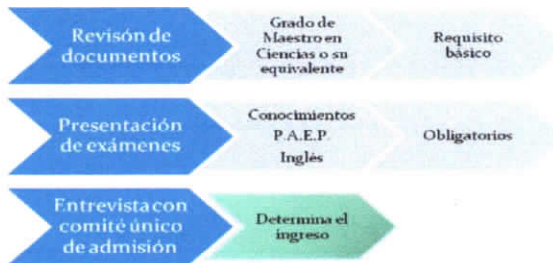 Revisón de
documentos
Grado de
Maestro en
Ciencias o su
equivalente
Requisito
básico
Presentación
de exámenes
Conocimientos
P.A.E.P.
Inglés
Obligatorios
Entrevista con
comité único
de admisión
Determina el
ingreso